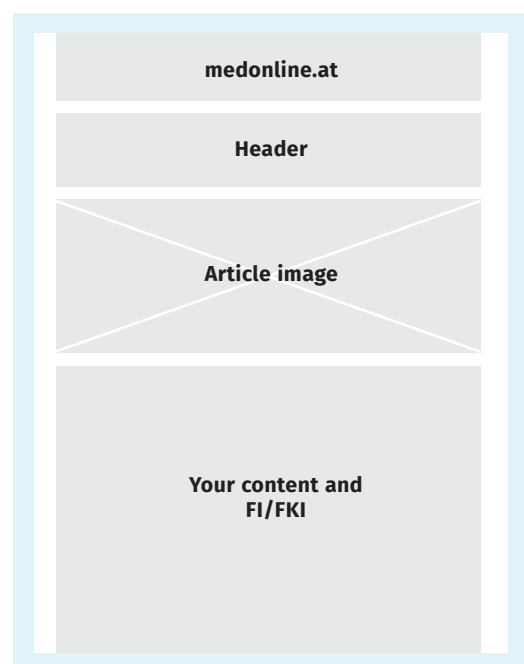 medonline.at
Header
Article image
Your content and
FI/FKI